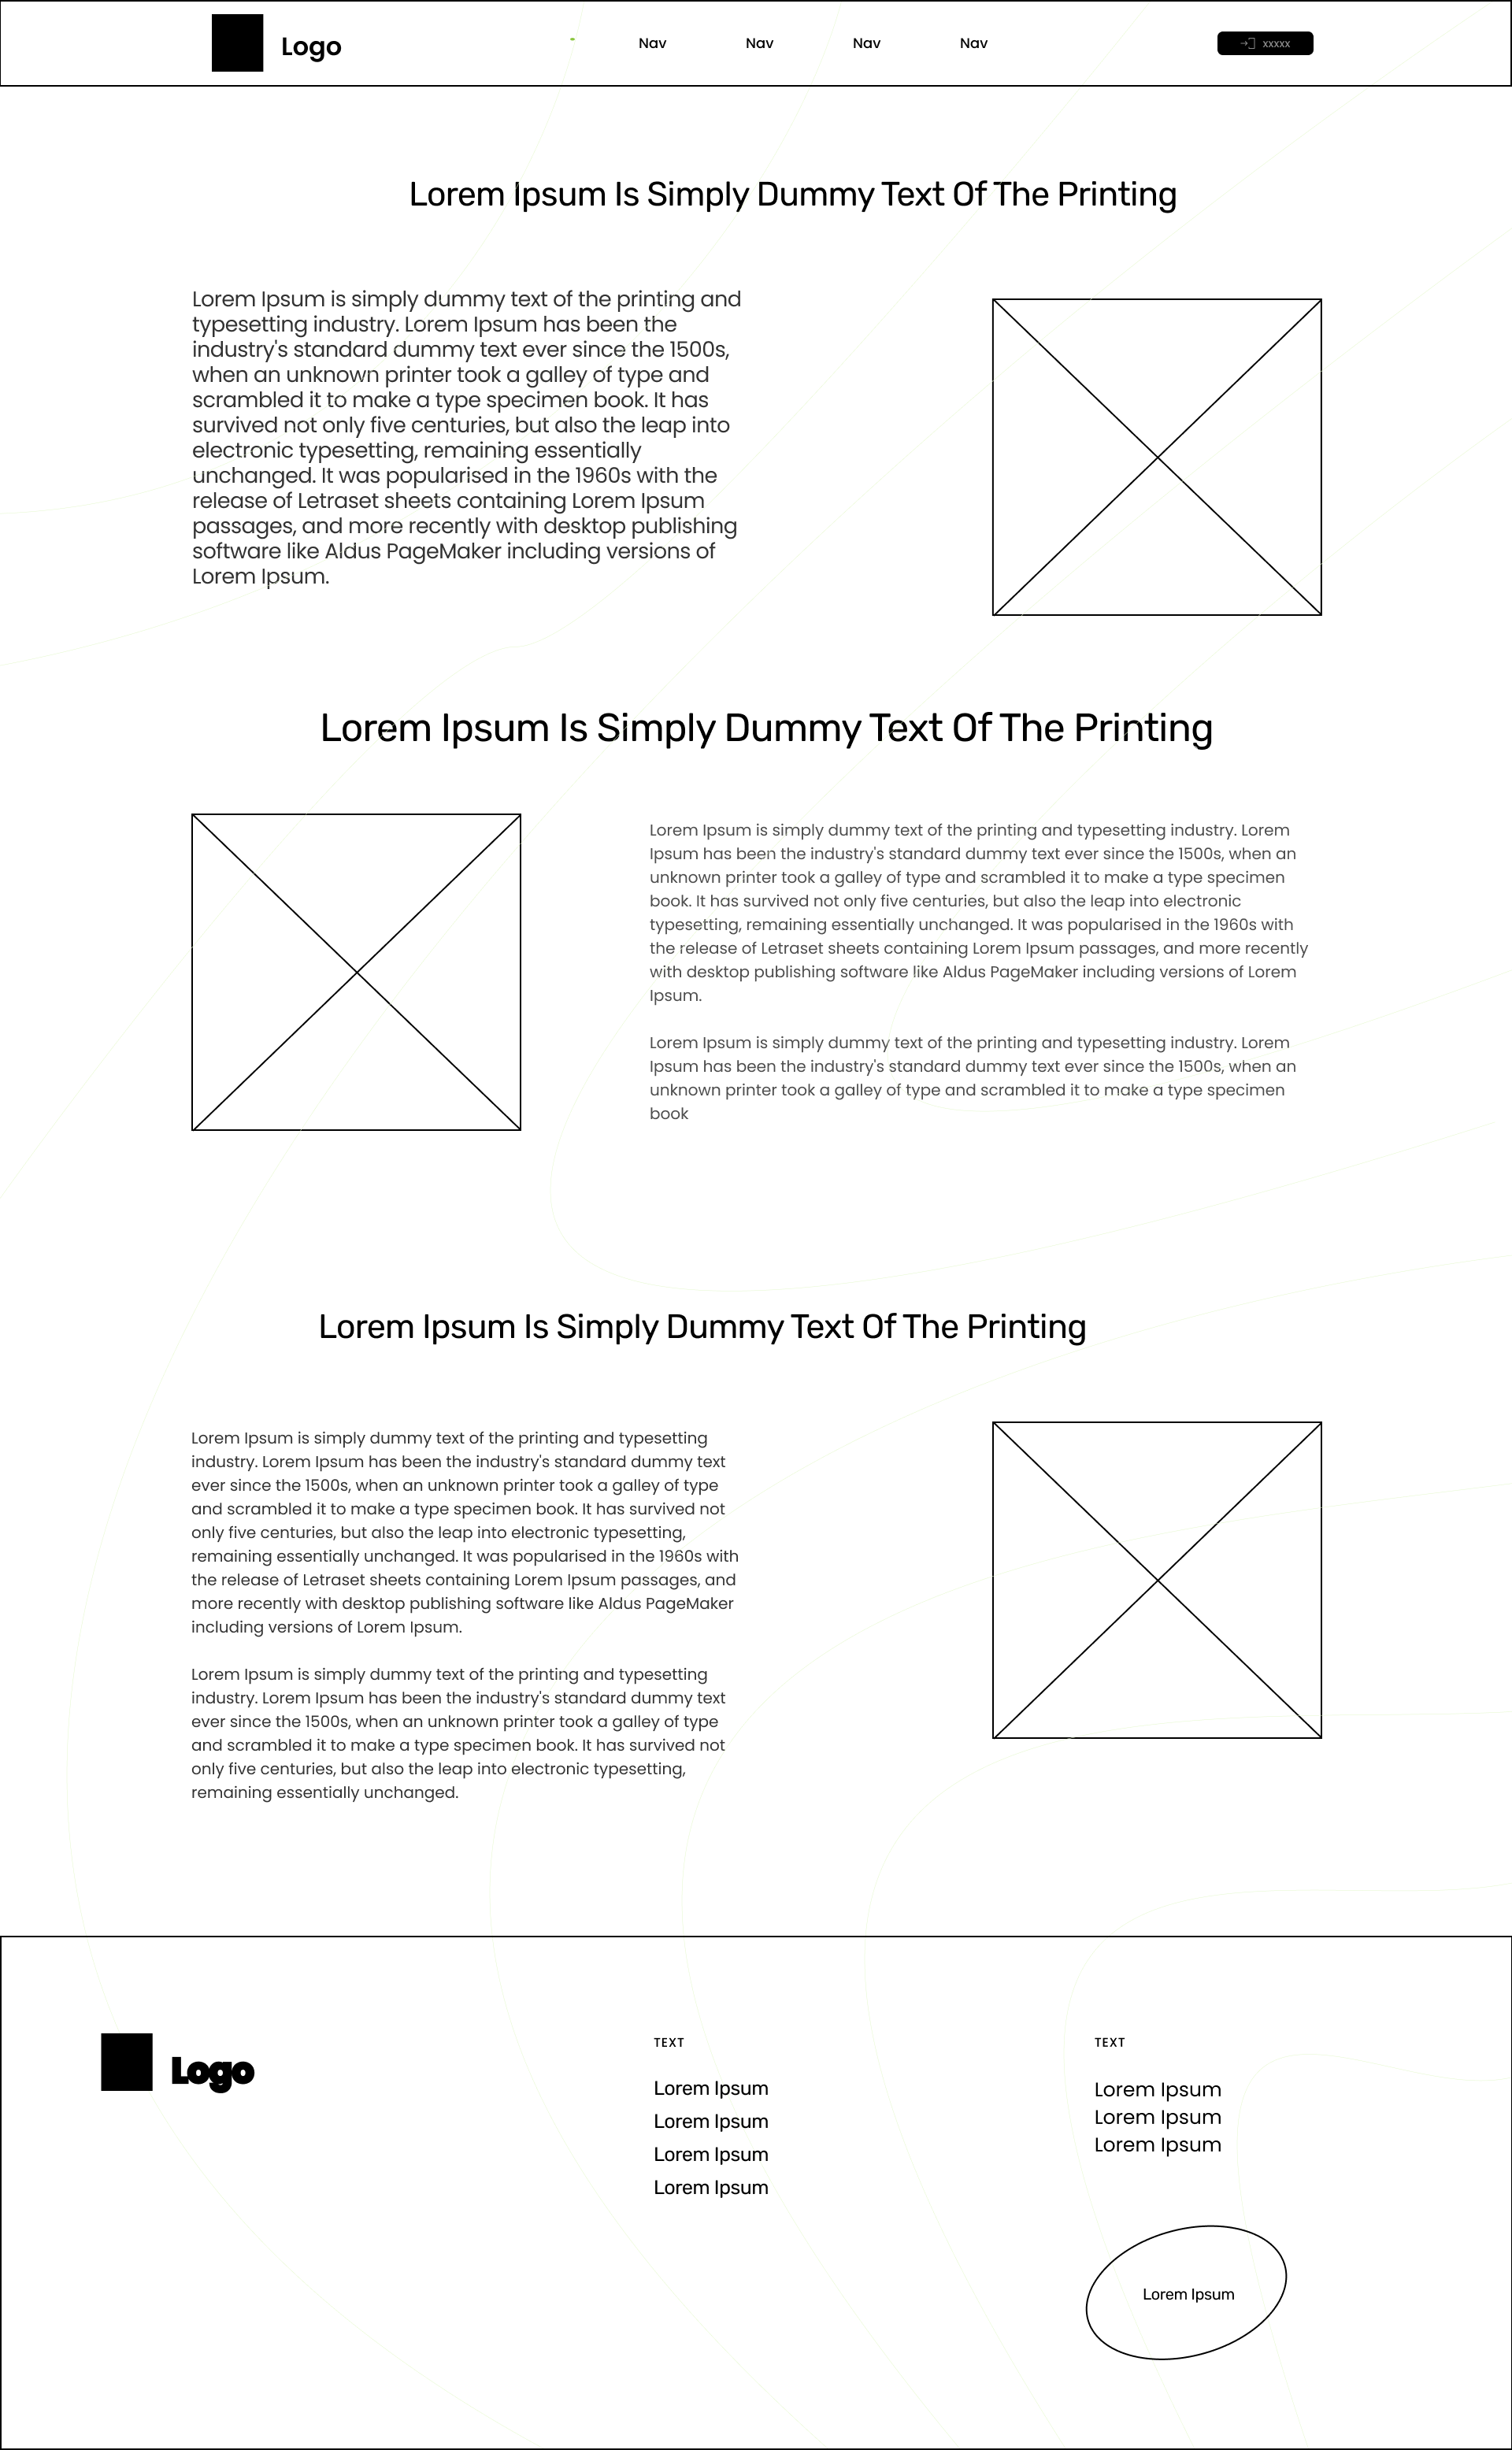 Logo
Nav
Nav
Nav
Nav
xxxxx
Lorem Ipsum Is Simply Dummy Text Of The Printing
Lorem Ipsum is simply dummy text of the printing and
typesetting industry. Lorem Ipsum has been the
industry's standard dummy text ever since the 1500s,
when an unknown printer took a galley of type and
scrambled it to make a type specimen book. It has
survived not only five centuries, but also the leap into
electronic typesetting, remaining essentially
unchanged. It was popularised in the 1960s with the
release of Letraset sheets containing Lorem Ipsum
passages, and more recently with desktop publishing
software like Aldus PageMaker including versions of
Lorem Ipsum.
Lorem Ipsum Is Simply Dummy Text Of The Printing
Lorem Ipsum is simply dummy text of the printing and typesetting industry. Lorem
Ipsum has been the industry's standard dummy text ever since the 1500s, when an
unknown printer took a galley of type and scrambled it to make a type specimen
book. It has survived not only five centuries, but also the leap into electronic
typesetting, remaining essentially unchanged. It was popularised in the 1960s with
the release of Letraset sheets containing Lorem Ipsum passages, and more recently
with desktop publishing software like Aldus PageMaker including versions of Lorem
Ipsum.
Lorem Ipsum is simply dummy text of the printing and typesetting industry. Lorem
Ipsum has been the industry's standard dummy text ever since the 1500s, when an
unknown printer took a galley of type and scrambled it to make a type specimen
book
Lorem Ipsum Is Simply Dummy Text Of The Printing
Lorem Ipsum is simply dummy text of the printing and typesetting
industry. Lorem Ipsum has been the industry's standard dummy text
ever since the 1500s, when an unknown printer took a galley of type
and scrambled it to make a type specimen book. It has survived not
only five centuries, but also the leap into electronic typesetting,
remaining essentially unchanged. It was popularised in the 1960s with
the release of Letraset sheets containing Lorem Ipsum passages, and
more recently with desktop publishing software like Aldus PageMaker
including versions of Lorem Ipsum.
Lorem Ipsum is simply dummy text of the printing and typesetting
industry. Lorem Ipsum has been the industry's standard dummy text
ever since the 1500s, when an unknown printer took a galley of type
and scrambled it to make a type specimen book. It has survived not
only five centuries, but also the leap into electronic typesetting,
remaining essentially unchanged.
Logo
TEXT
Lorem Ipsum
Lorem Ipsum
Lorem Ipsum
Lorem Ipsum
TEXT
Lorem Ipsum
Lorem Ipsum
Lorem Ipsum
Lorem Ipsum